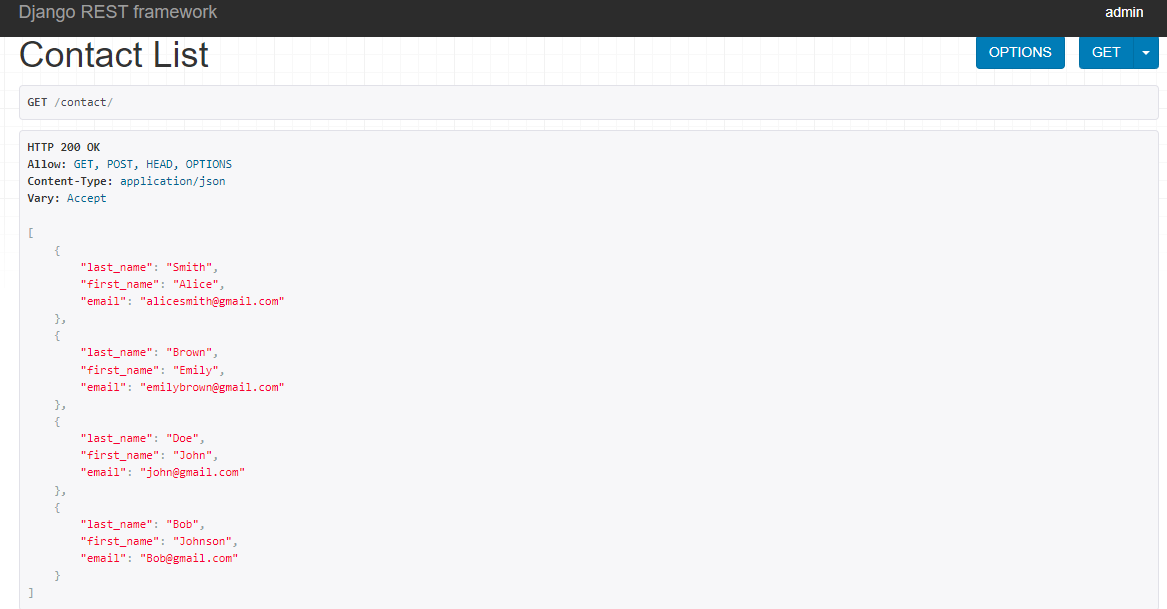 Django REST framework admin
Contact List OPTIONS GET
GET /contact/
HTTP 200 OK
Allow: GET, POST, HEAD, OPTIONS
Content-Type: application/json
Vary: Accept
[
    {
        "last_name": "Smith",
        "first_name": "Alice",
        "email": "alicesmith@gmail.com"
    },
    {
        "last_name": "Brown",
        "first_name": "Emily",
        "email": "emilybrown@gmail.com"
    },
    {
        "last_name": "Doe",
        "first_name": "John",
        "email": "john@gmail.com"
    },
    {
        "last_name": "Bob",
        "first_name": "Johnson",
        "email": "Bob@gmail.com"
    }
]